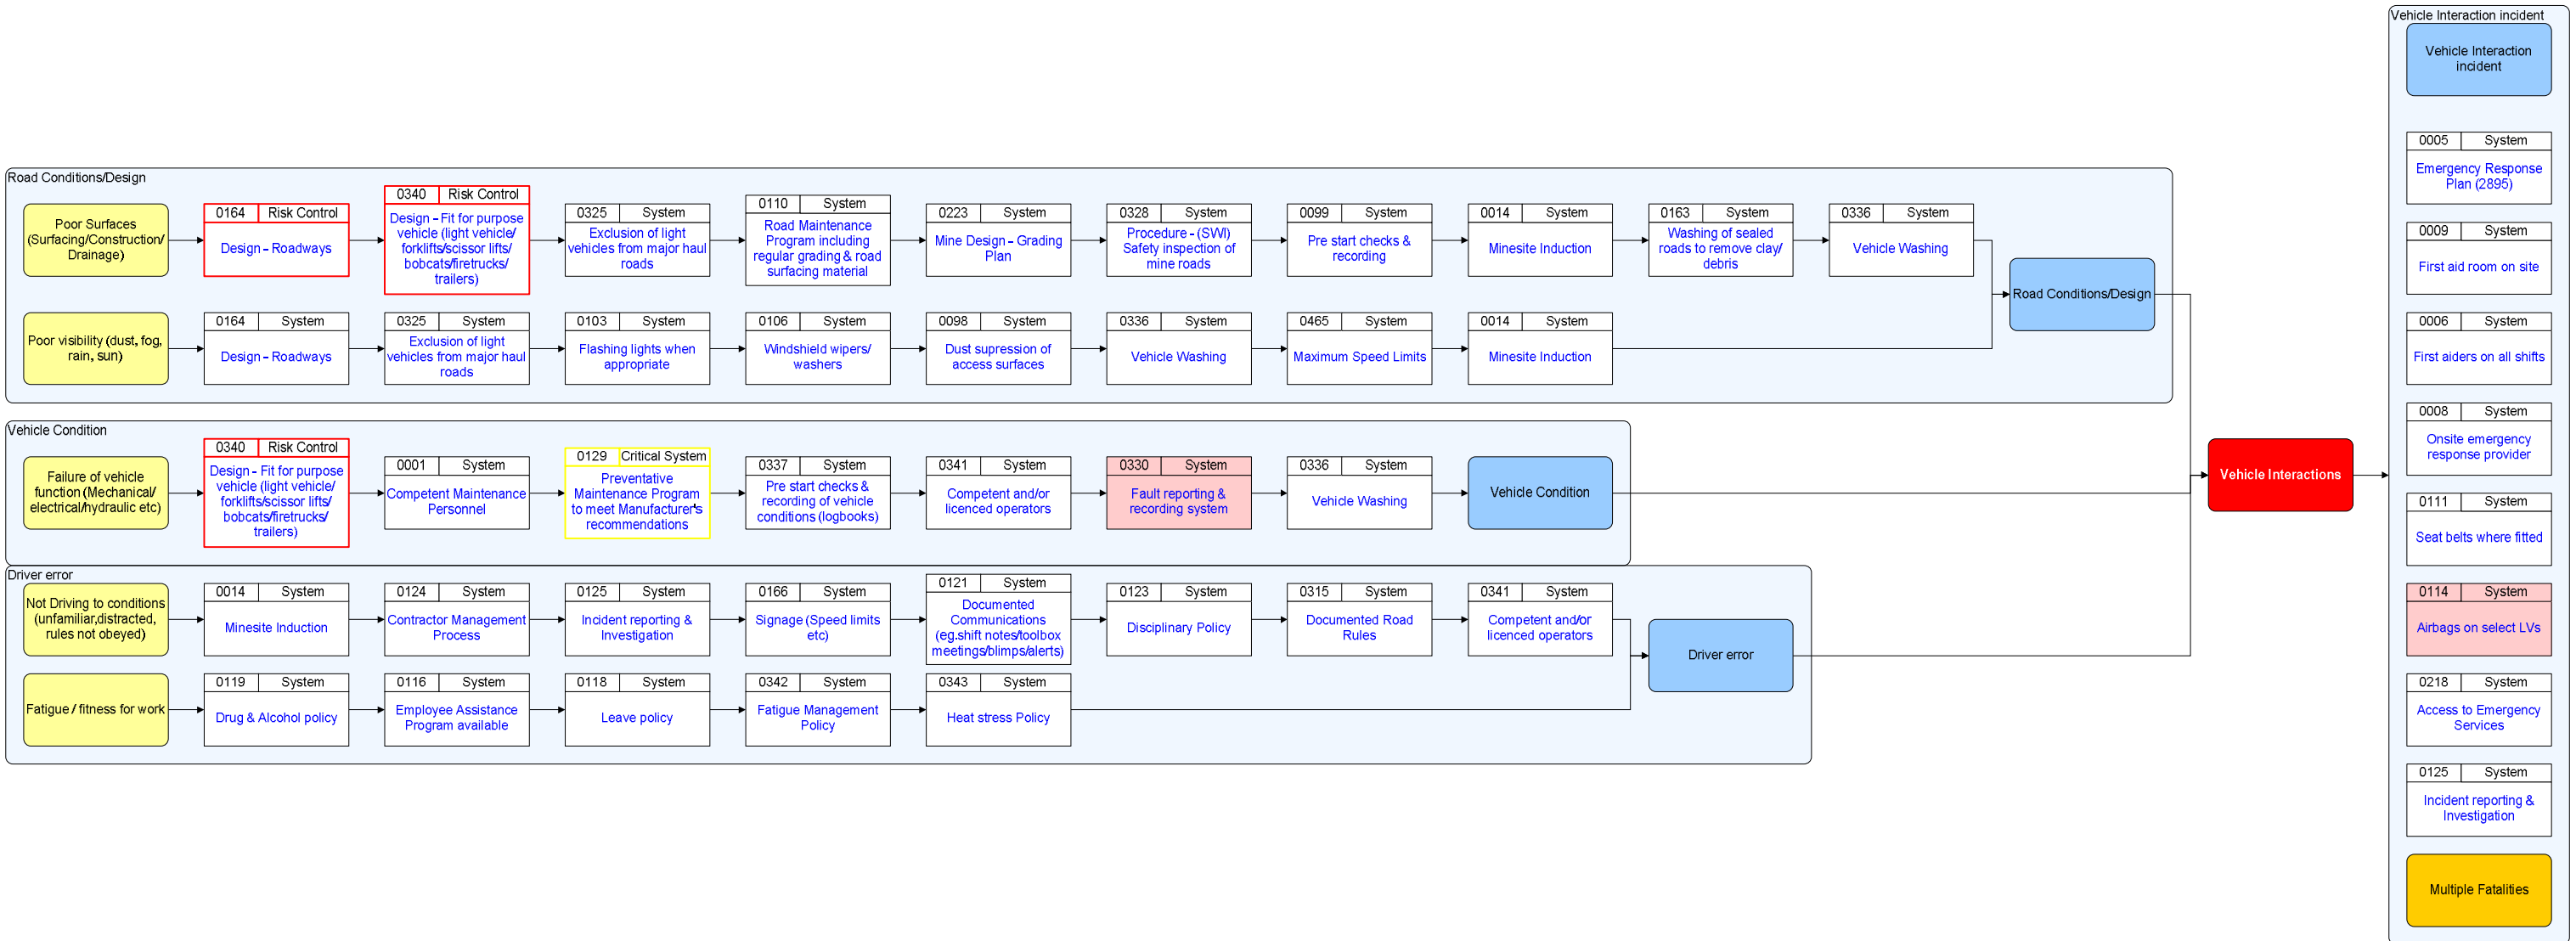 Vehicle Interaction incident
Vehicle Interaction
incident
0005 System
Emergency Response
Plan (2895)
0009 System
First aid room on site
0006 System
First aiders on all shifts
0008 System
Onsite emergency
response provider
0111 System
Seat belts where fitted
0114 System
Airbags on select LVs
0218 System
Access to Emergency
Services
0125 System
Incident reporting &
Investigation
Multiple Fatalities
Road Conditions/Design
Poor Surfaces
(Surfacing/Construction/
Drainage)
0164 Risk Control
Design - Roadways
0340 Risk Control
Design - Fit for purpose
vehicle (light vehicle/
forklifts/scissor lifts/
bobcats/firetrucks/
trailers)
0325 System
Exclusion of light
vehicles from major haul
roads
0110 System
Road Maintenance
Program including
regular grading & road
surfacing material
0223 System
Mine Design - Grading
Plan
0328 System
Procedure - (SWI)
Safety inspection of
mine roads
0099 System
Pre start checks &
recording
0014 System
Minesite Induction
0163 System
Washing of sealed
roads to remove clay/
debris
0336 System
Vehicle Washing
Road Conditions/Design
Poor visibility (dust, fog,
rain, sun)
0164 System
Design - Roadways
0325 System
Exclusion of light
vehicles from major haul
roads
0103 System
Flashing lights when
appropriate
0106 System
Windshield wipers/
washers
0098 System
Dust supression of
access surfaces
0336 System
Vehicle Washing
0465 System
Maximum Speed Limits
0014 System
Minesite Induction
Vehicle Condition
Failure of vehicle
function (Mechanical/
electrical/hydraulic etc)
0340 Risk Control
Design - Fit for purpose
vehicle (light vehicle/
forklifts/scissor lifts/
bobcats/firetrucks/
trailers)
0001 System
Competent Maintenance
Personnel
0129 Critical System
Preventative
Maintenance Program
to meet Manufacturer's
recommendations
0337 System
Pre start checks &
recording of vehicle
conditions (logbooks)
0341 System
Competent and/or
licenced operators
0330 System
Fault reporting &
recording system
0336 System
Vehicle Washing
Vehicle Condition
Vehicle Interactions
Driver error
Not Driving to conditions
(unfamiliar,distracted,
rules not obeyed)
0014 System
Minesite Induction
0124 System
Contractor Management
Process
0125 System
Incident reporting &
Investigation
0166 System
Signage (Speed limits
etc)
0121 System
Documented
Communications
(eg.shift notes/toolbox
meetings/blimps/alerts)
0123 System
Disciplinary Policy
0315 System
Documented Road
Rules
0341 System
Competent and/or
licenced operators
Driver error
Fatigue / fitness for work
0119 System
Drug & Alcohol policy
0116 System
Employee Assistance
Program available
0118 System
Leave policy
0342 System
Fatigue Management
Policy
0343 System
Heat stress Policy